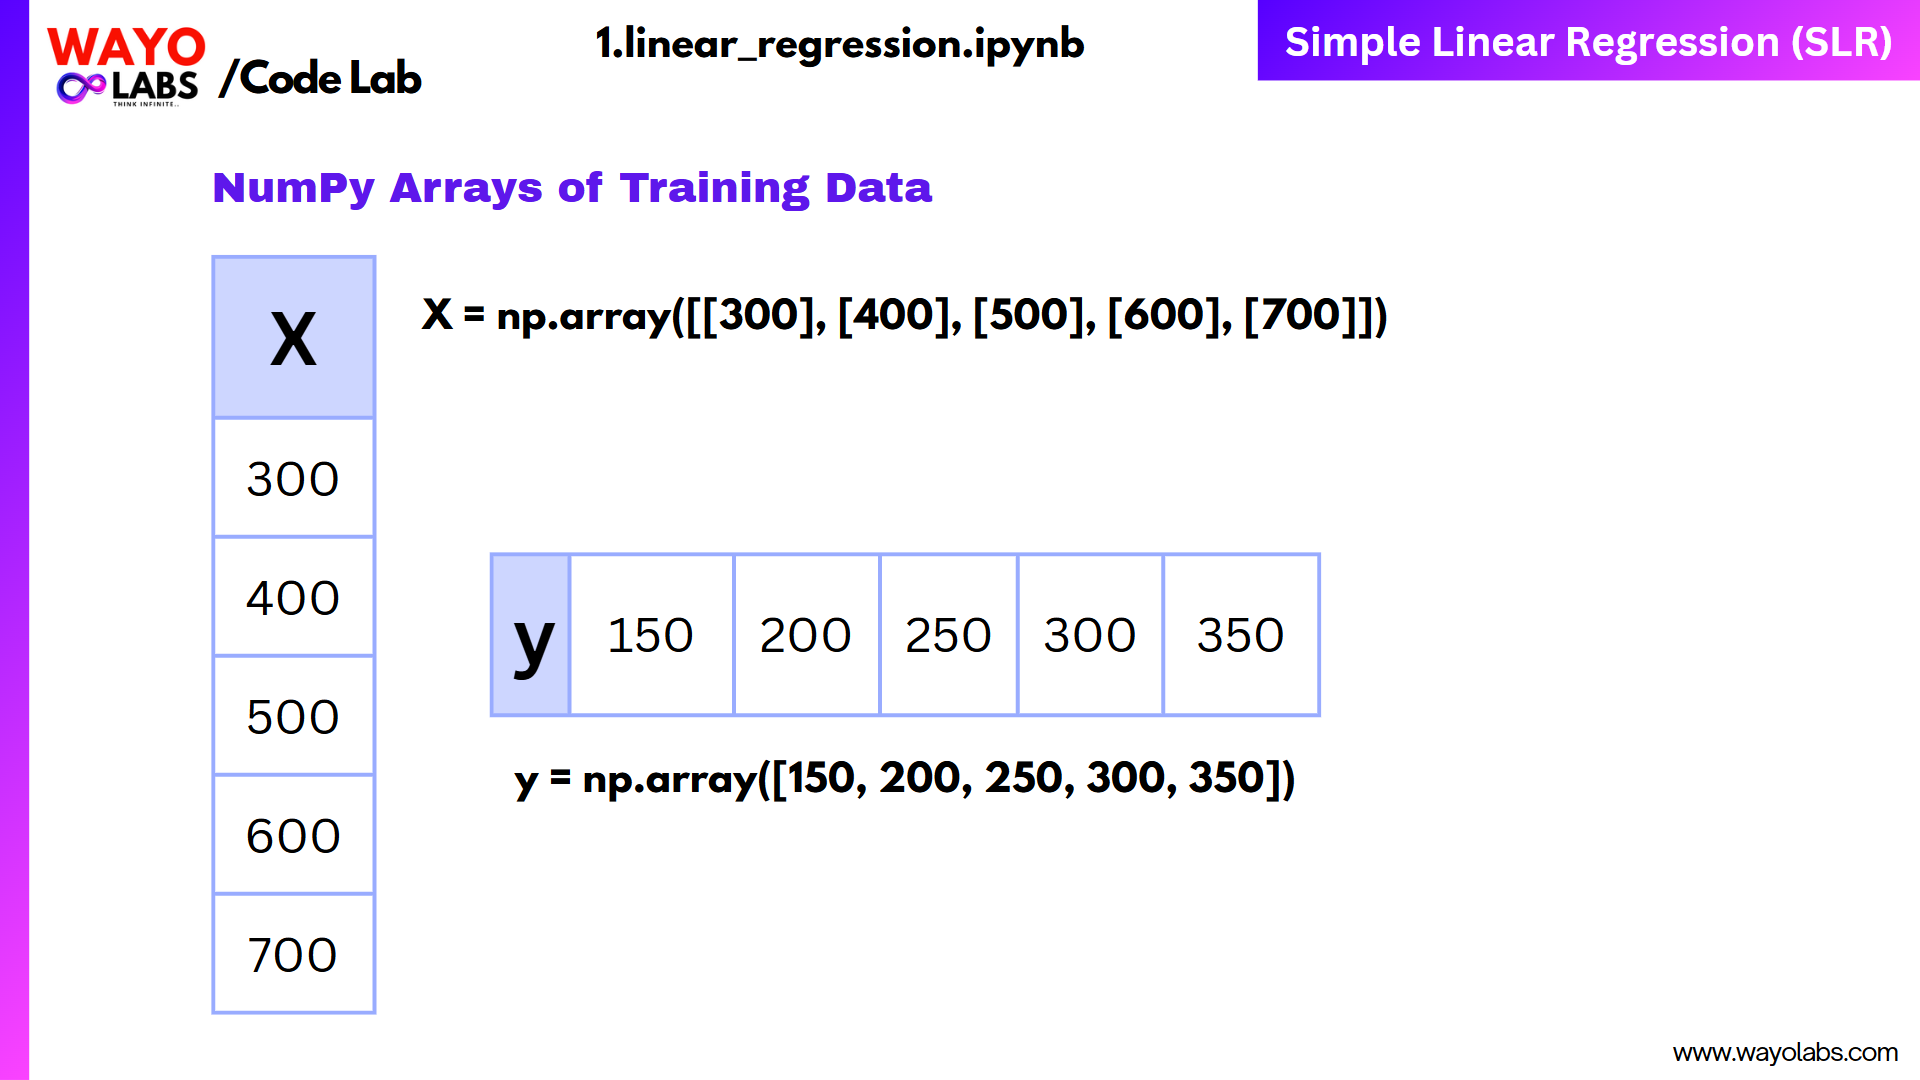 WAYO
LABS
THINK INFINITE..
/Code Lab
1.linear_regression.ipynb
Simple Linear Regression (SLR)
NumPy Arrays of Training Data
X
300
400
500
600
700
X = np.array([[300], [400], [500], [600], [700]])
y 150 200 250 300 350
y = np.array([150, 200, 250, 300, 350])
www.wayolabs.com